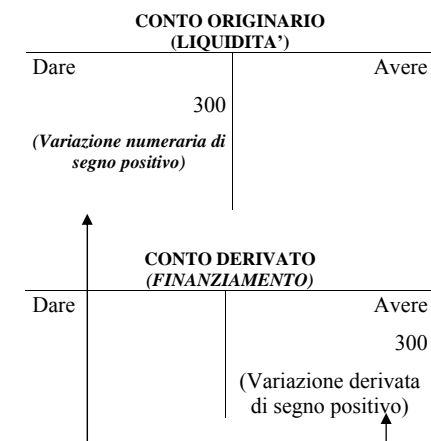 CONTO ORIGINARIO
(LIQUIDITA’)
Dare Avere
300
(Variazione numeraria di
segno positivo)
CONTO DERIVATO
(FINANZIAMENTO)
Dare Avere
300
(Variazione derivata
di segno positivo)